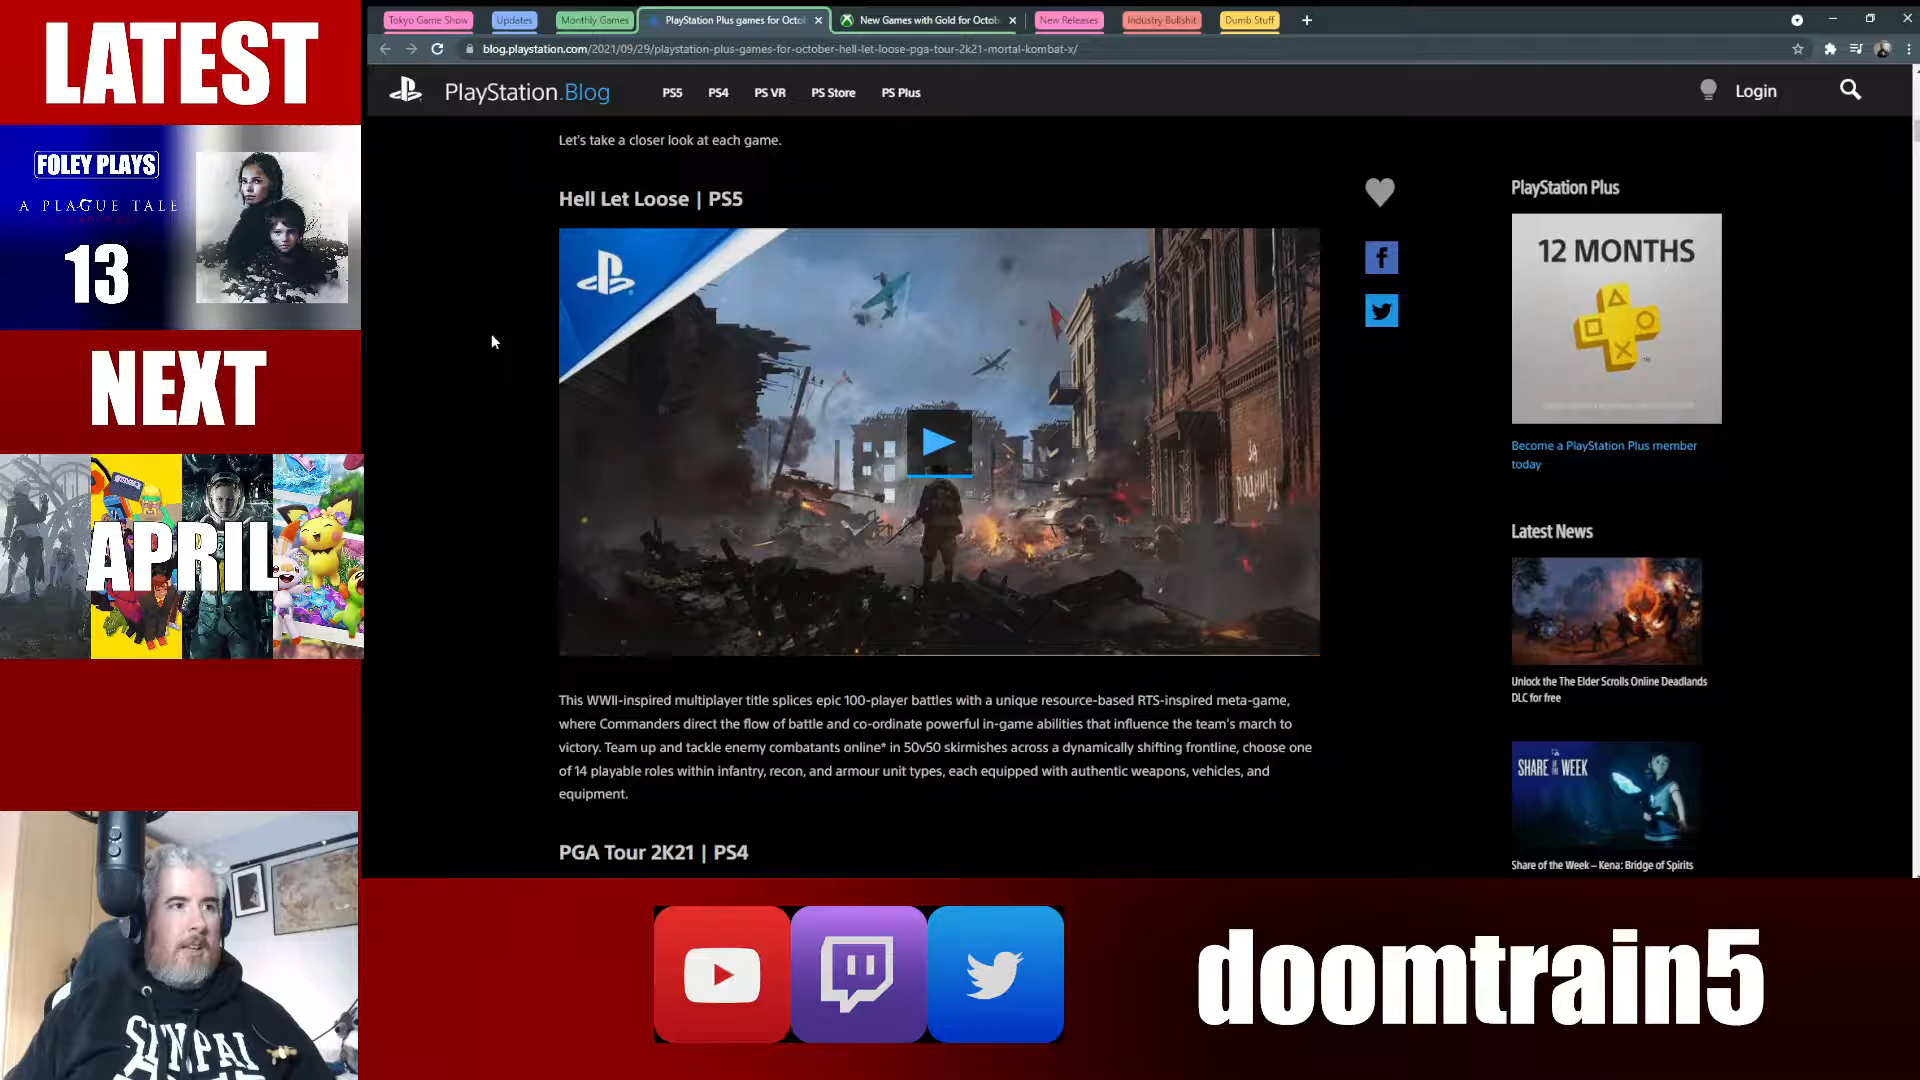 LATEST
FOLEY PLAYS
A PLAGUE TALE
13
NEXT
APRIL
Tokyo Game Show
Updates
Monthly Games
PlayStation Plus games for Octo
New Games with Gold for Octob
New Releases
Industry Bullshit
Dumb Stuff
blog.playstation.com/2021/09/29/playstation-plus-games-for-october-hell-let-loose-pga-tour-2k21-mortal-kombat-x/
PlayStation.Blog
PS5
PS4
PS VR
PS Store
PS Plus
Login
Let's take a closer look at each game.
Hell Let Loose | PS5
This WWII-inspired multiplayer title splices epic 100-player battles with a unique resource-based RTS-inspired meta-game,
where Commanders direct the flow of battle and co-ordinate powerful in-game abilities that influence the team's march to
victory. Team up and tackle enemy combatants online* in 50v50 skirmishes across a dynamically shifting frontline, choose one
of 14 playable roles within infantry, recon, and armour unit types, each equipped with authentic weapons, vehicles, and
equipment.
PGA Tour 2K21 | PS4
PlayStation Plus
12 MONTHS
Become a PlayStation Plus member
today
Latest News
Unlock the The Elder Scrolls Online Deadlands
DLC for free
SHARE OF THE WEEK
Share of the Week – Kena: Bridge of Spirits
doomtrain5